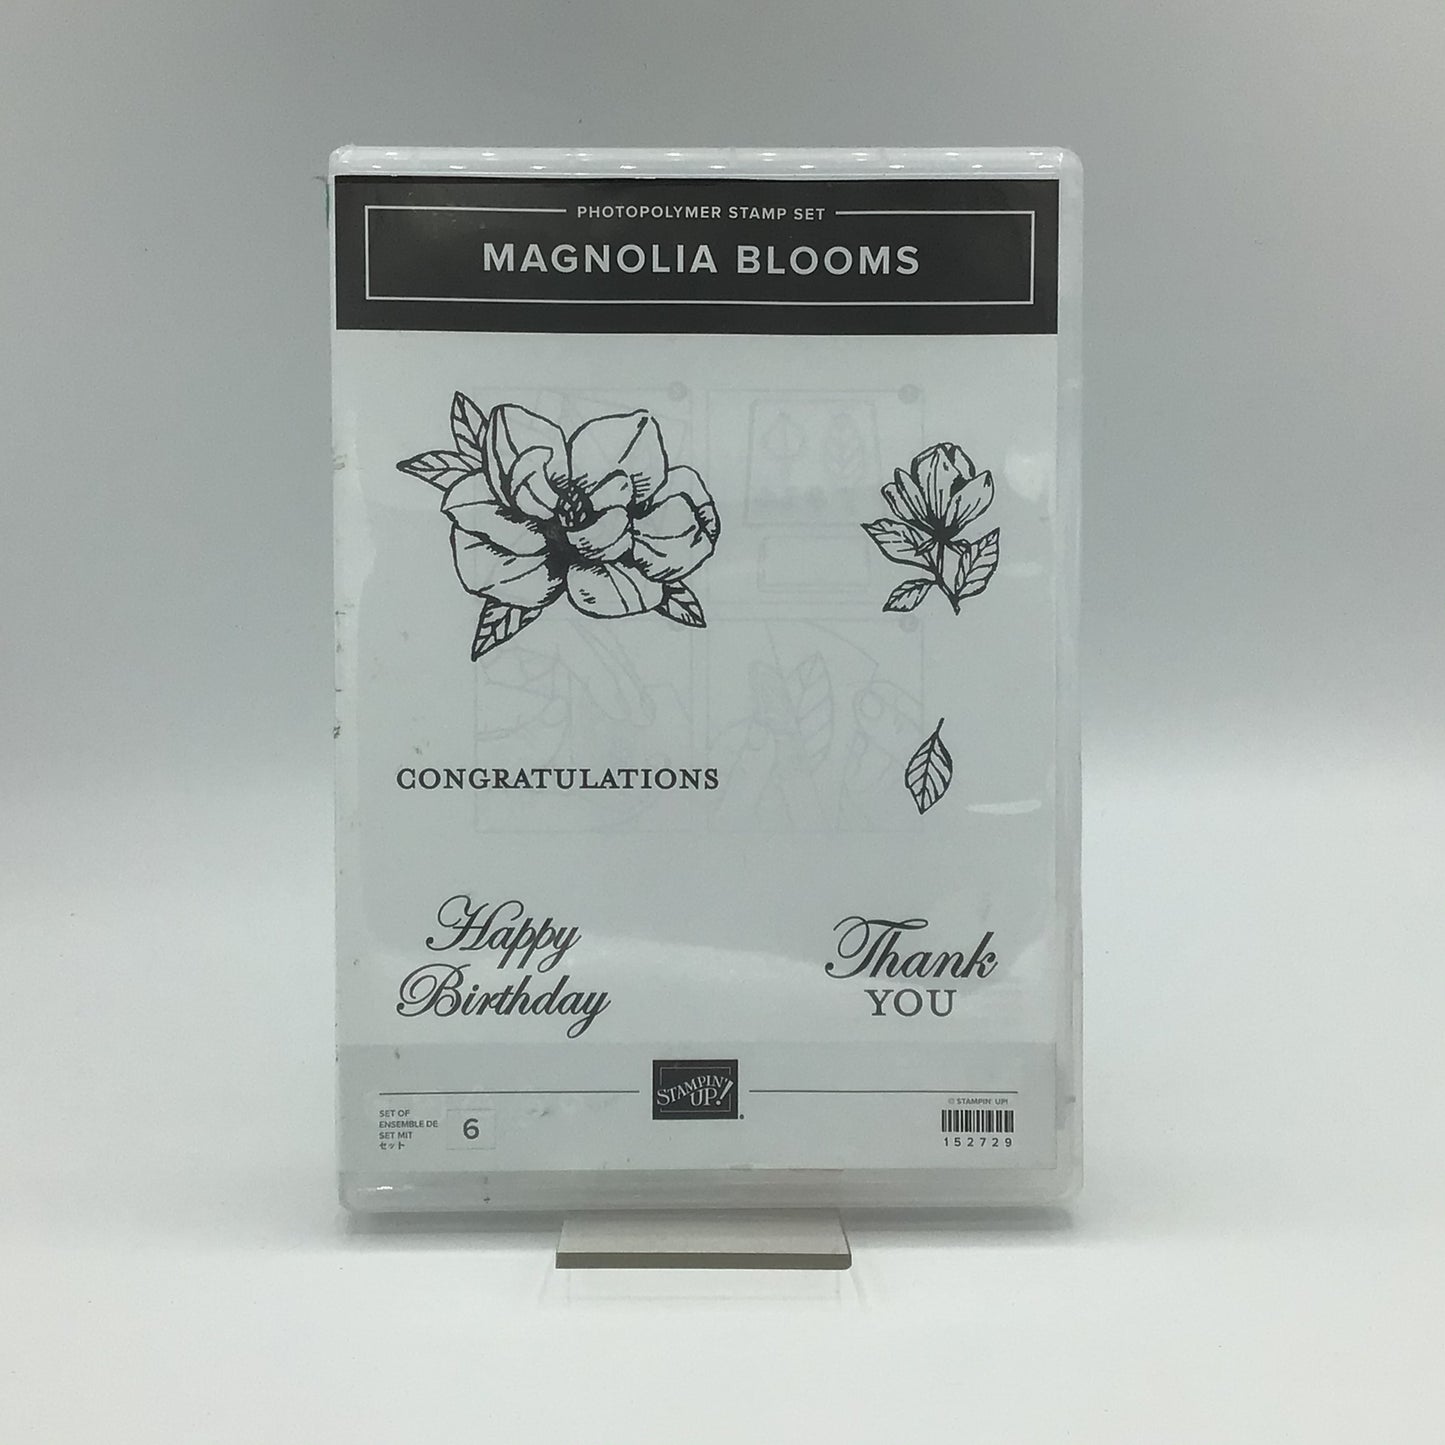 PHOTOPOLYMER STAMP SET
MAGNOLIA BLOOMS
CONGRATULATIONS
Happy
Birthday
Thank
YOU
STAMPIN'
UP!
SET OF
ENSEMBLE DE
SET MIT
セット
6
© STAMPIN' UP!
152729